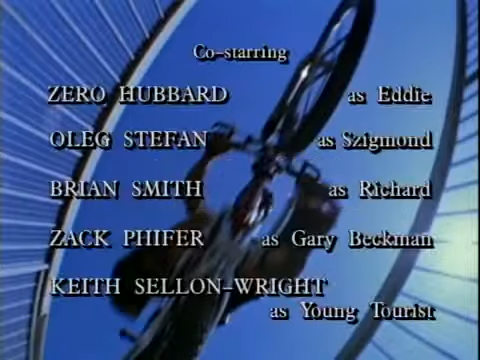 Co-starring
ZERO HUBBARD as Eddie
OLEG STEFAN as Szigmond
BRIAN SMITH as Richard
ZACK PHIFER as Gary Beckman
KEITH SELLON-WRIGHT
as Young Tourist